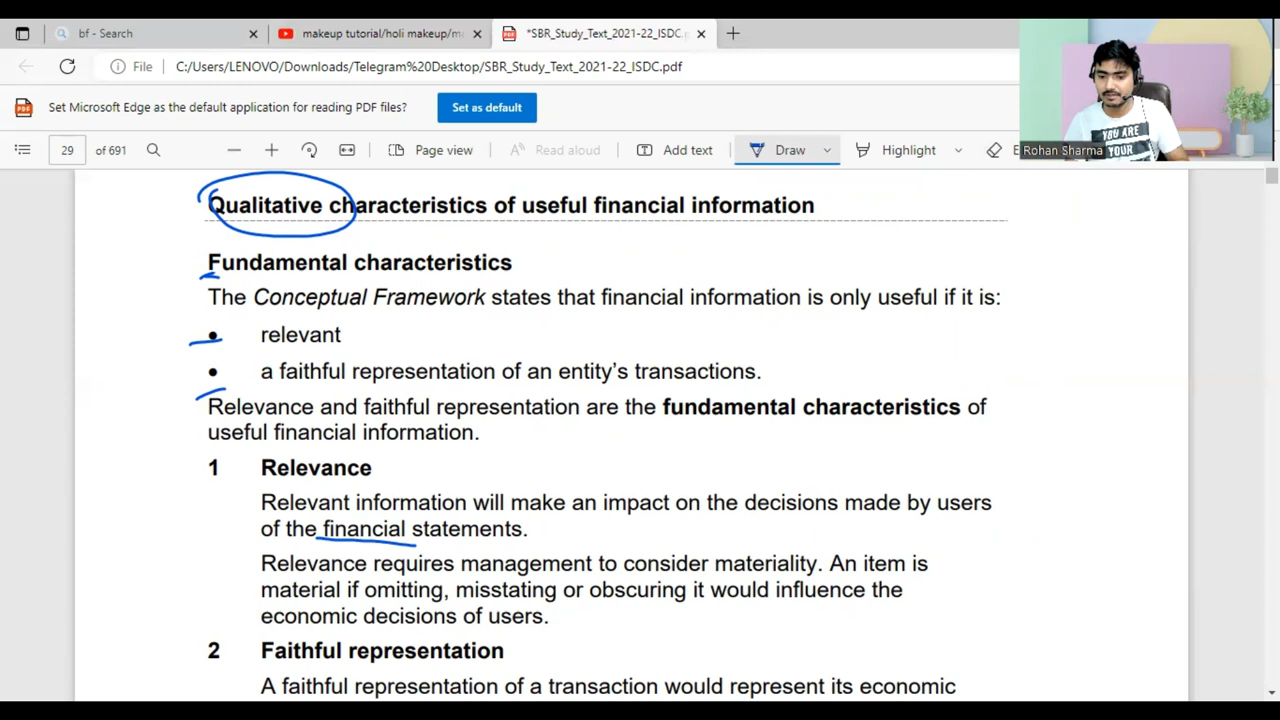 bf - Search
makeup tutorial/holi makeup/ma
*SBR_Study_Text_2021-22_ISDC.p
File C:/Users/LENOVO/Downloads/Telegram%20Desktop/SBR_Study_Text_2021-22_ISDC.pdf
Set Microsoft Edge as the default application for reading PDF files? Set as default
29 of 691 Page view Read aloud Add text Draw Highlight E
YOU ARE
YOUR
Rohan Sharma
Qualitative characteristics of useful financial information
Fundamental characteristics
The Conceptual Framework states that financial information is only useful if it is:
• relevant
• a faithful representation of an entity's transactions.
Relevance and faithful representation are the fundamental characteristics of
useful financial information.
1 Relevance
Relevant information will make an impact on the decisions made by users
of the financial statements.
Relevance requires management to consider materiality. An item is
material if omitting, misstating or obscuring it would influence the
economic decisions of users.
2 Faithful representation
A faithful representation of a transaction would represent its economic